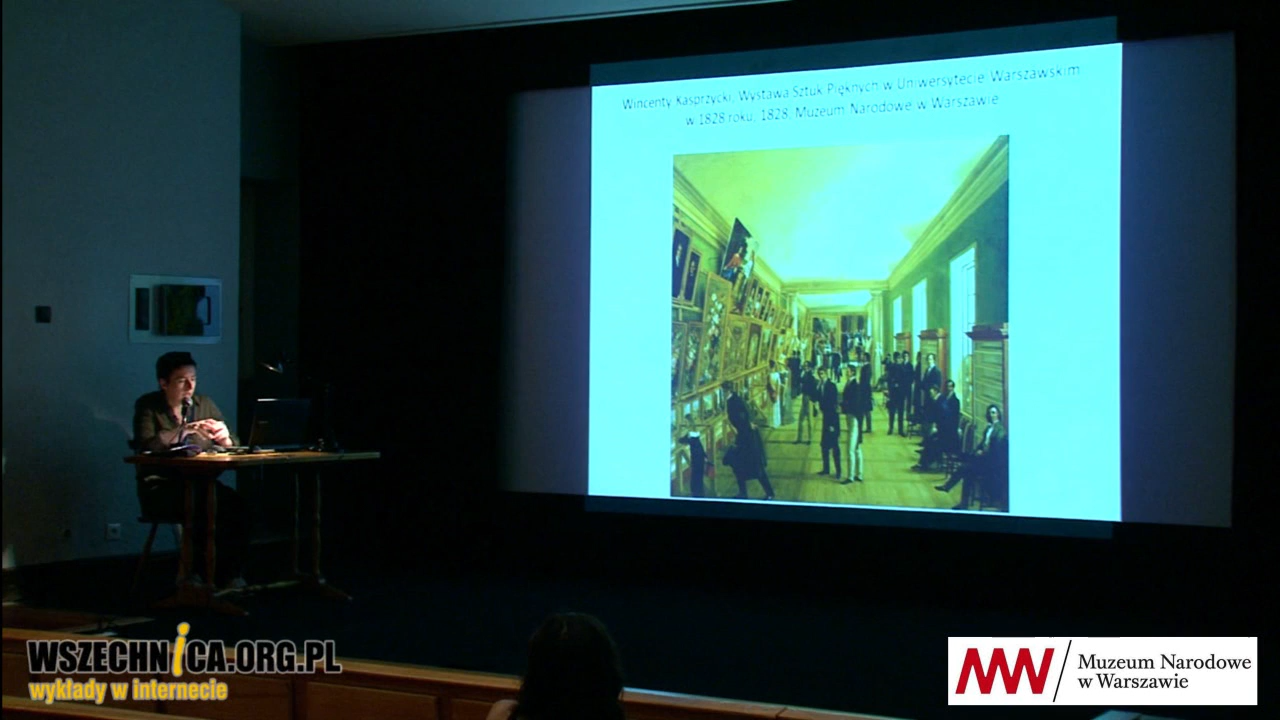 Wincenty Kasprzycki, Wystawa Sztuk Pięknych w Uniwersytecie Warszawskim
w 1828 roku, 1828, Muzeum Narodowe w Warszawie
WSZECHNICA.ORG.PL
wykłady w internecie
Muzeum Narodowe
w Warszawie